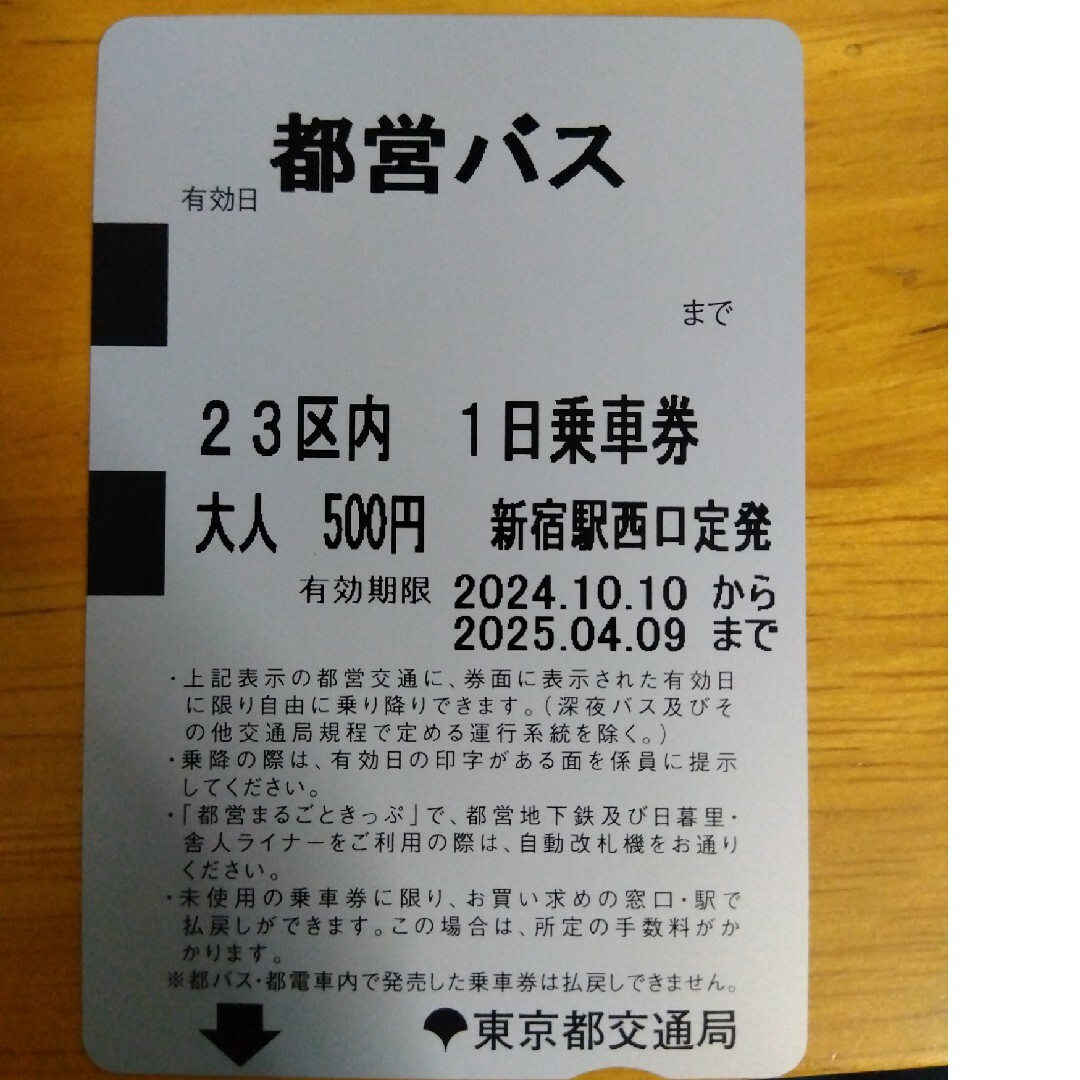 都営バス
有効日
まで
23区内 1日乗車券
大人 500円 新宿駅西口定発
有効期限 2024.10.10 から
2025.04.09 まで
・上記表示の都営交通に、券面に表示された有効日
に限り自由に乗り降りできます。(深夜バス及びそ
の他交通局規程で定める運行系統を除く。)
・乗降の際は、有効日の印字がある面を係員に提示
してください。
・「都営まるごときっぷ」で、都営地下鉄及び日暮里・
舎人ライナーをご利用の際は、自動改札機をお通り
ください。
・未使用の乗車券に限り、お買い求めの窓口・駅で
払戻しができます。この場合は、所定の手数料がか
かります。
※都バス・都電車内で発売した乗車券は払戻しできません。
東京都交通局